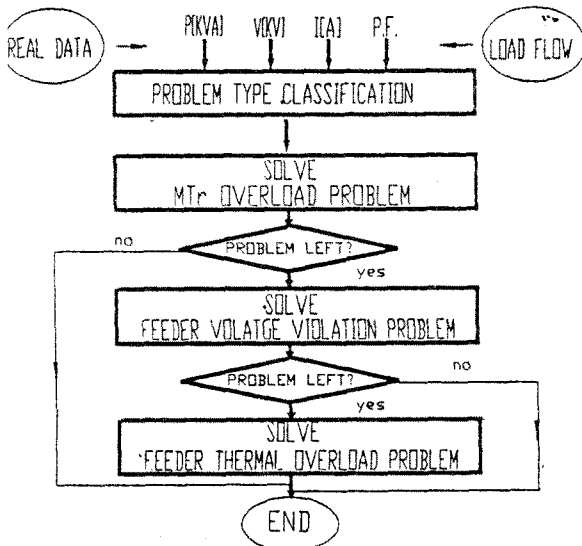 P[KVA] V[KV] I[A] P.F.
REAL DATA
LOAD FLOW
PROBLEM TYPE CLASSIFICATION
SOLVE
MTr OVERLOAD PROBLEM
no
PROBLEM LEFT?
yes
SOLVE
FEEDER VOLATGE VIOLATION PROBLEM
PROBLEM LEFT?
no
yes
SOLVE
FEEDER THERMAL OVERLOAD PROBLEM
END